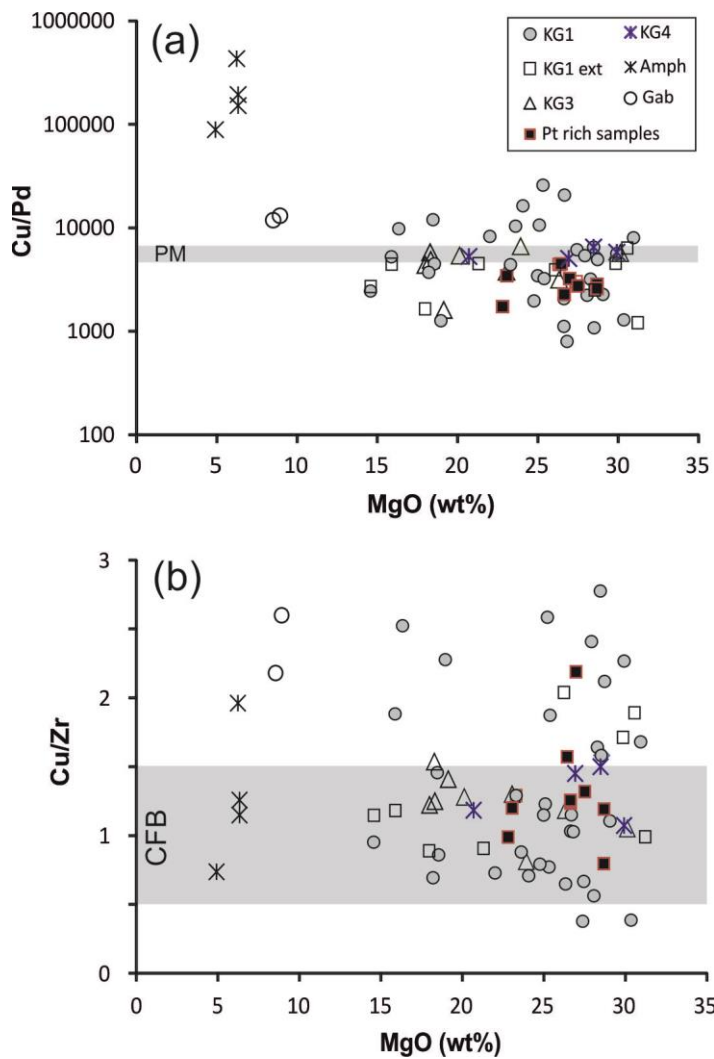 (a)
KG1
KG4
KG1 ext
Amph
KG3
Gab
Pt rich samples
1000000
100000
10000
1000
100
Cu/Pd
PM
0 5 10 15 20 25 30 35
MgO (wt%)
(b)
3
2
1
0
Cu/Zr
CFB
0 5 10 15 20 25 30 35
MgO (wt%)